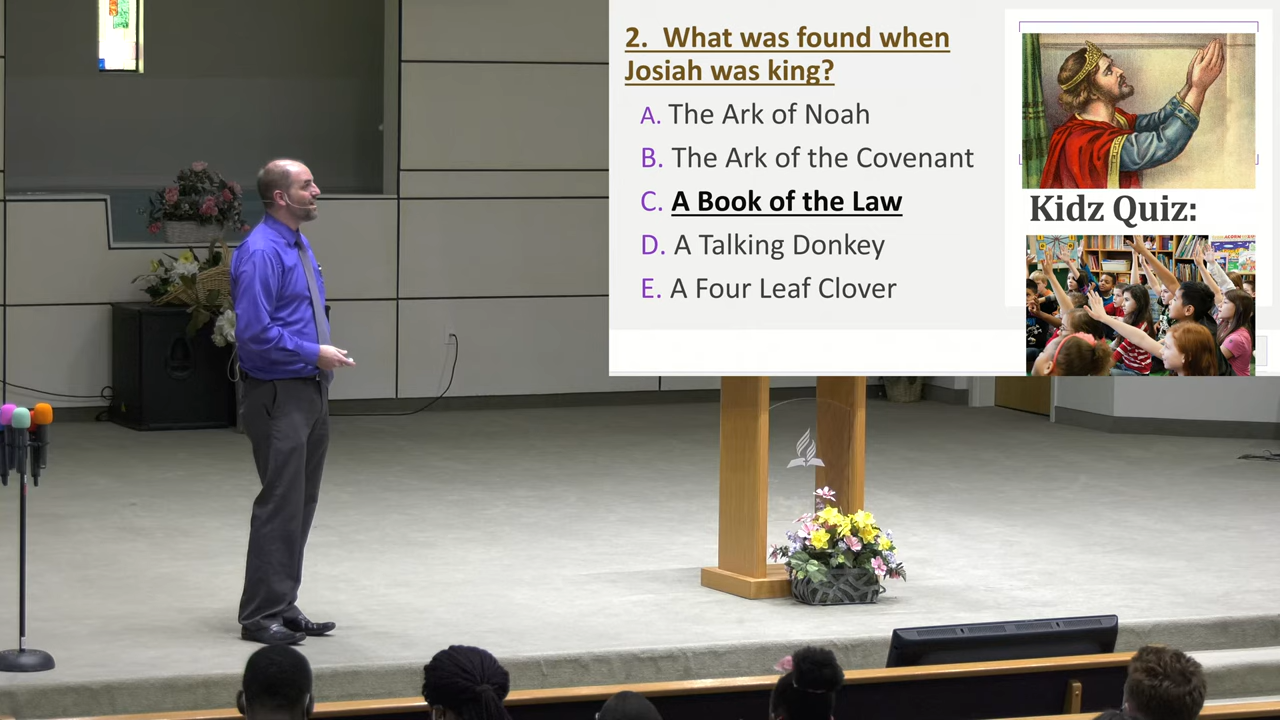 2. What was found when
Josiah was king?
A. The Ark of Noah
B. The Ark of the Covenant
C. A Book of the Law
D. A Talking Donkey
E. A Four Leaf Clover
Kidz Quiz: